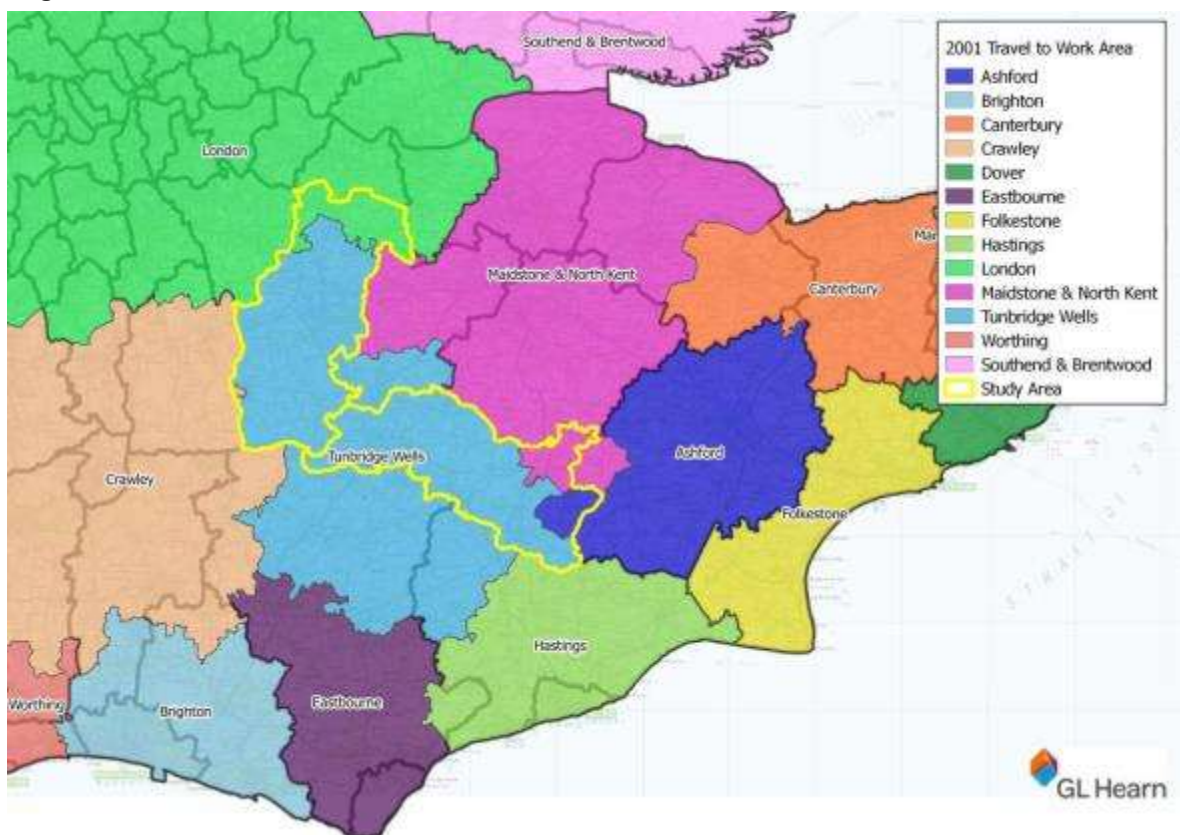 Southend & Brentwood
London
Maidstone & North Kent
Canterbury
Tunbridge Wells
Ashford
Crawley
Folkestone
Hastings
Eastbourne
Worthing
Brighton
2001 Travel to Work Area
Ashford
Brighton
Canterbury
Crawley
Dover
Eastbourne
Folkestone
Hastings
London
Maidstone & North Kent
Tunbridge Wells
Worthing
Southend & Brentwood
Study Area
GL Hearn